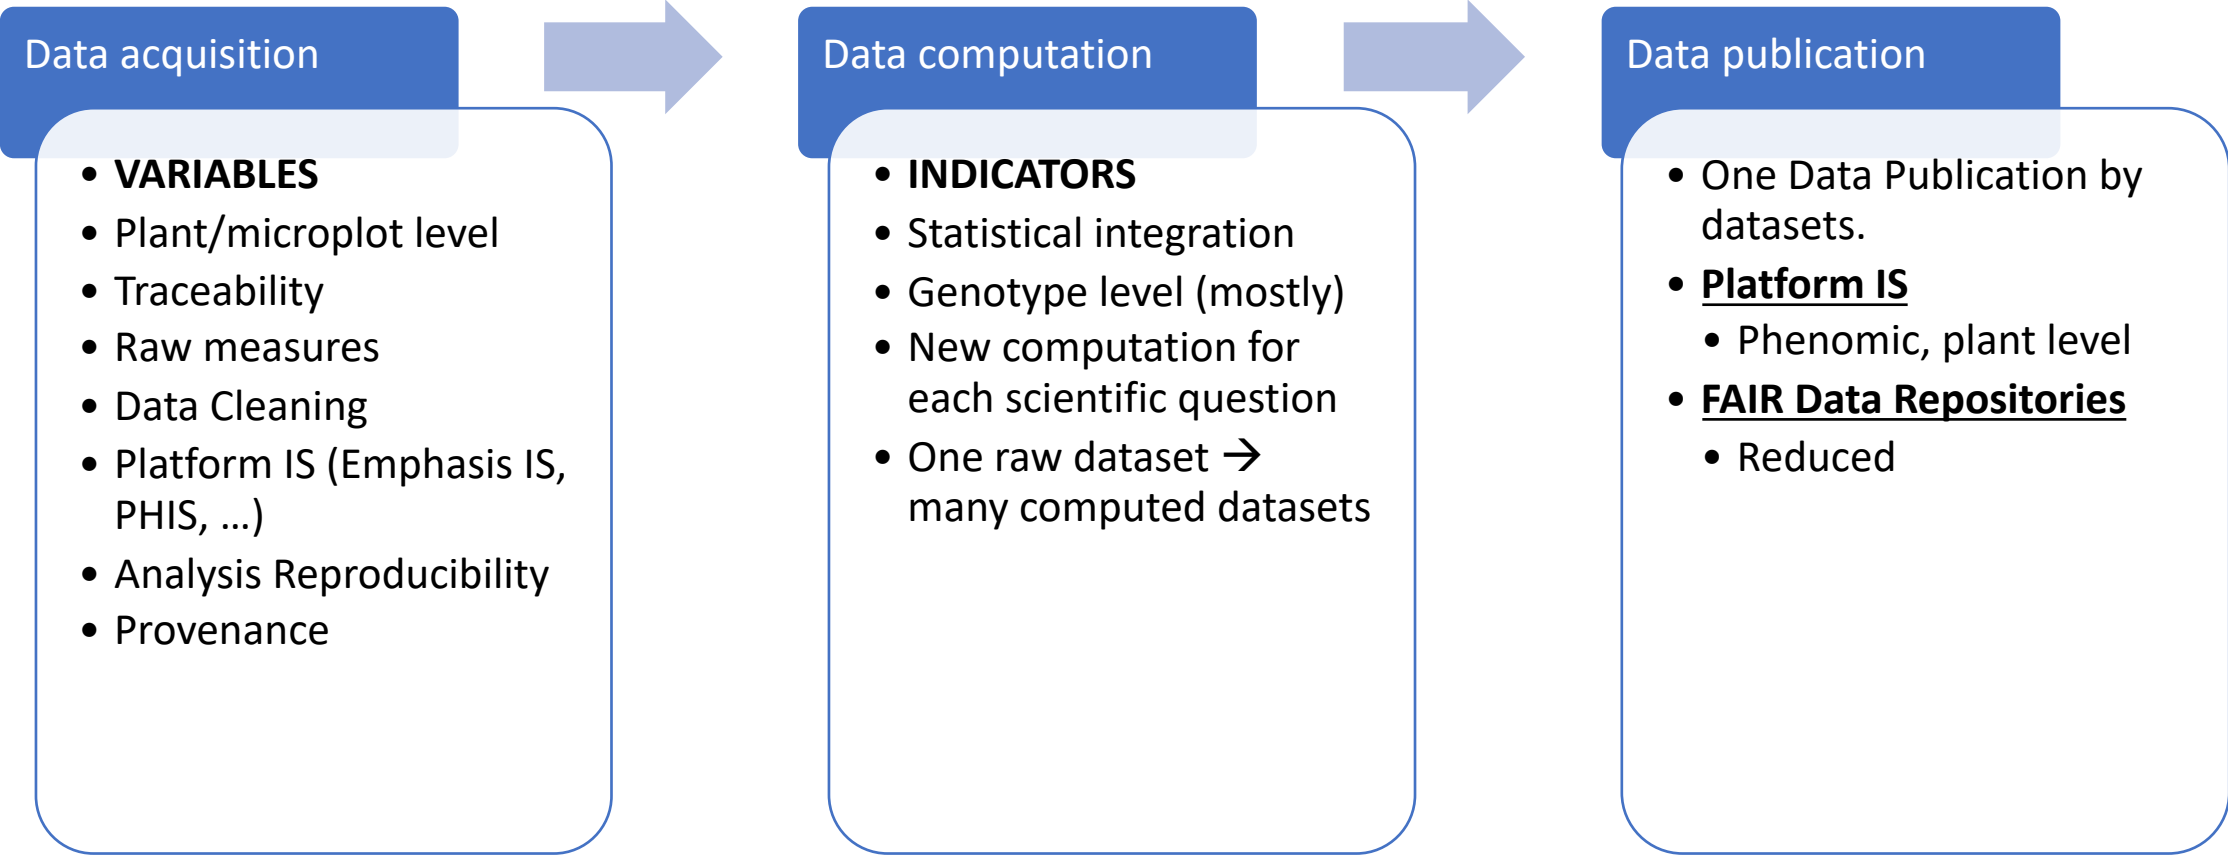 Data acquisition
• VARIABLES
• Plant/microplot level
• Traceability
• Raw measures
• Data Cleaning
• Platform IS (Emphasis IS,
PHIS, …)
• Analysis Reproducibility
• Provenance
Data computation
• INDICATORS
• Statistical integration
• Genotype level (mostly)
• New computation for
each scientific question
• One raw dataset →
many computed datasets
Data publication
• One Data Publication by
datasets.
• Platform IS
• Phenomic, plant level
• FAIR Data Repositories
• Reduced